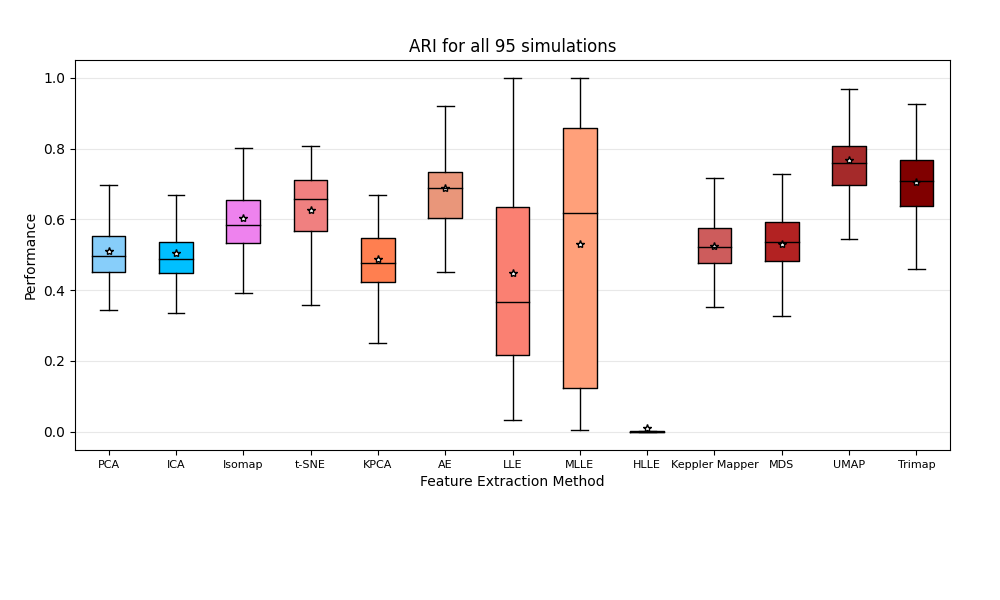 ARI for all 95 simulations
Performance
1.0
0.8
0.6
0.4
0.2
0.0
PCA ICA Isomap t-SNE KPCA AE LLE MLLE HLLE Keppler Mapper MDS UMAP Trimap
Feature Extraction Method